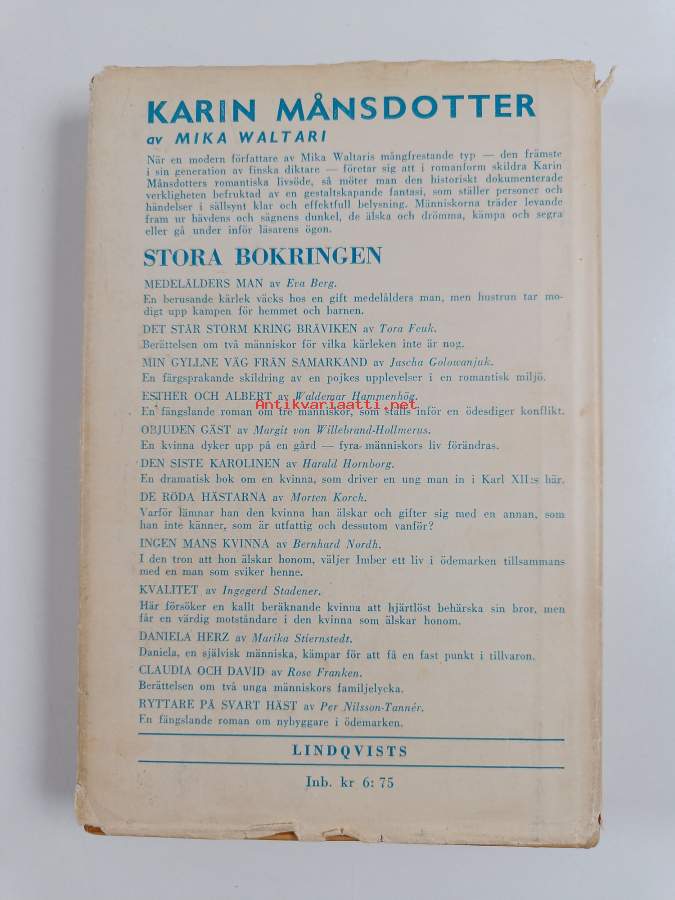 KARIN MÅNSDOTTER
av MIKA WALTARI
När en modern författare av Mika Waltaris mångfrestande typ — den främste
i sin generation av finska diktare — företar sig att i romanform skildra Karin
Månsdotters romantiska livsöde, så möter man den historiskt dokumenterade
verkligheten befruktad av en gestaltskapande fantasi, som ställer personer och
händelser i sällsynt klar och effektfull belysning. Människorna träder levande
fram ur hävdens och sägnens dunkel, de älska och drömma, kämpa och segra
eller gå under inför läsarens ögon.
STORA BOKRINGEN
MEDELÅLDERS MAN av Eva Berg.
En berusande kärlek väcks hos en gift medelålders man, men hustrun tar mo-
digt upp kampen för hemmet och barnen.
DET STÅR STORM KRING BRÅVIKEN av Tora Feuk.
Berättelsen om två människor för vilka kärleken inte är nog.
MIN GYLLNE VÄG FRÅN SAMARKAND av Jascha Golowanjuk.
En färgsprakande skildring av en pojkes upplevelser i en romantisk miljö.
ESTHER OCH ALBERT av Waldemar Hammenhög.
Antikvariaatti.net
En fängslande roman om tre människor, som ställs inför en ödesdiger konflikt.
OBJUDEN GÄST av Margit von Willebrand-Hollmerus.
En kvinna dyker upp på en gård — fyra människors liv förändras.
DEN SISTE KAROLINEN av Harald Hornborg.
En dramatisk bok om en kvinna, som driver en ung man in i Karl XII:s här.
DE RÖDA HÄSTARNA av Morten Korch.
Varför lämnar han den kvinna han älskar och gifter sig med en annan, som
han inte känner, som är utfattig och dessutom vanför?
INGEN MANS KVINNA av Bernhard Nordh.
I den tron att hon älskar honom, väljer Imber ett liv i ödemarken tillsammans
med en man som sviker henne.
KVALITET av Ingegerd Stadener.
Här försöker en kallt beräknande kvinna att hjärtlöst behärska sin bror, men
får en värdig motståndare i den kvinna som älskar honom.
DANIELA HERZ av Marika Stiernstedt.
Daniela, en självisk människa, kämpar för att få en fast punkt i tillvaron.
CLAUDIA OCH DAVID av Rose Franken.
Berättelsen om två unga människors familjelycka.
RYTTARE PÅ SVART HÄST av Per Nilsson-Tannér.
En fängslande roman om nybyggare i ödemarken.
LINDQVISTS
Inb. kr 6: 75